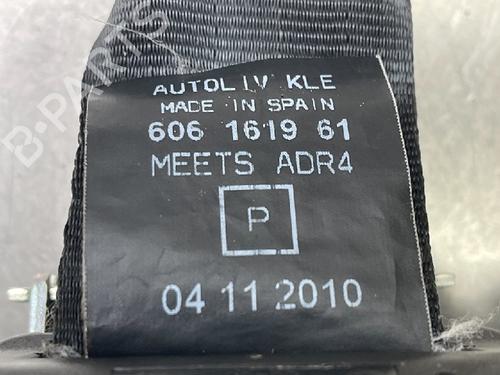 AUTOLIV KLE
MADE IN SPAIN
606 1619 61
MEETS ADR4
P
04 11 2010
B-PARTS